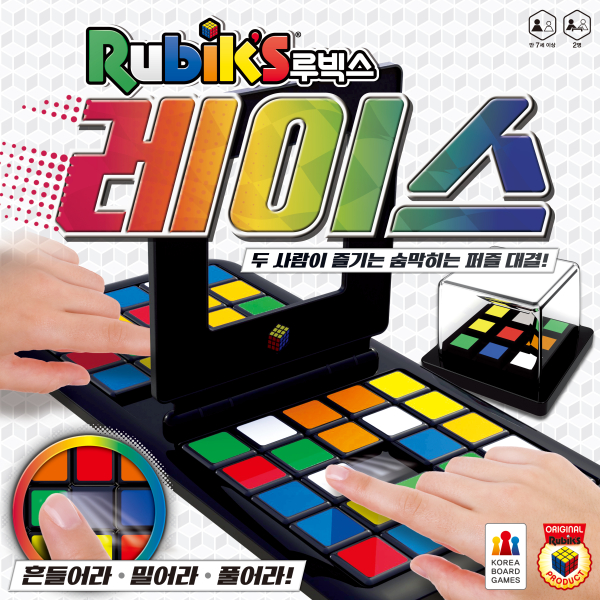 만 7세 이상
2명
Rubik's® 루빅스
레이스
두 사람이 즐기는 숨막히는 퍼즐 대결!
흔들어라 · 밀어라 · 풀어라!
KOREA
BOARD
GAMES
ORIGINAL
Rubik's
PRODUCT